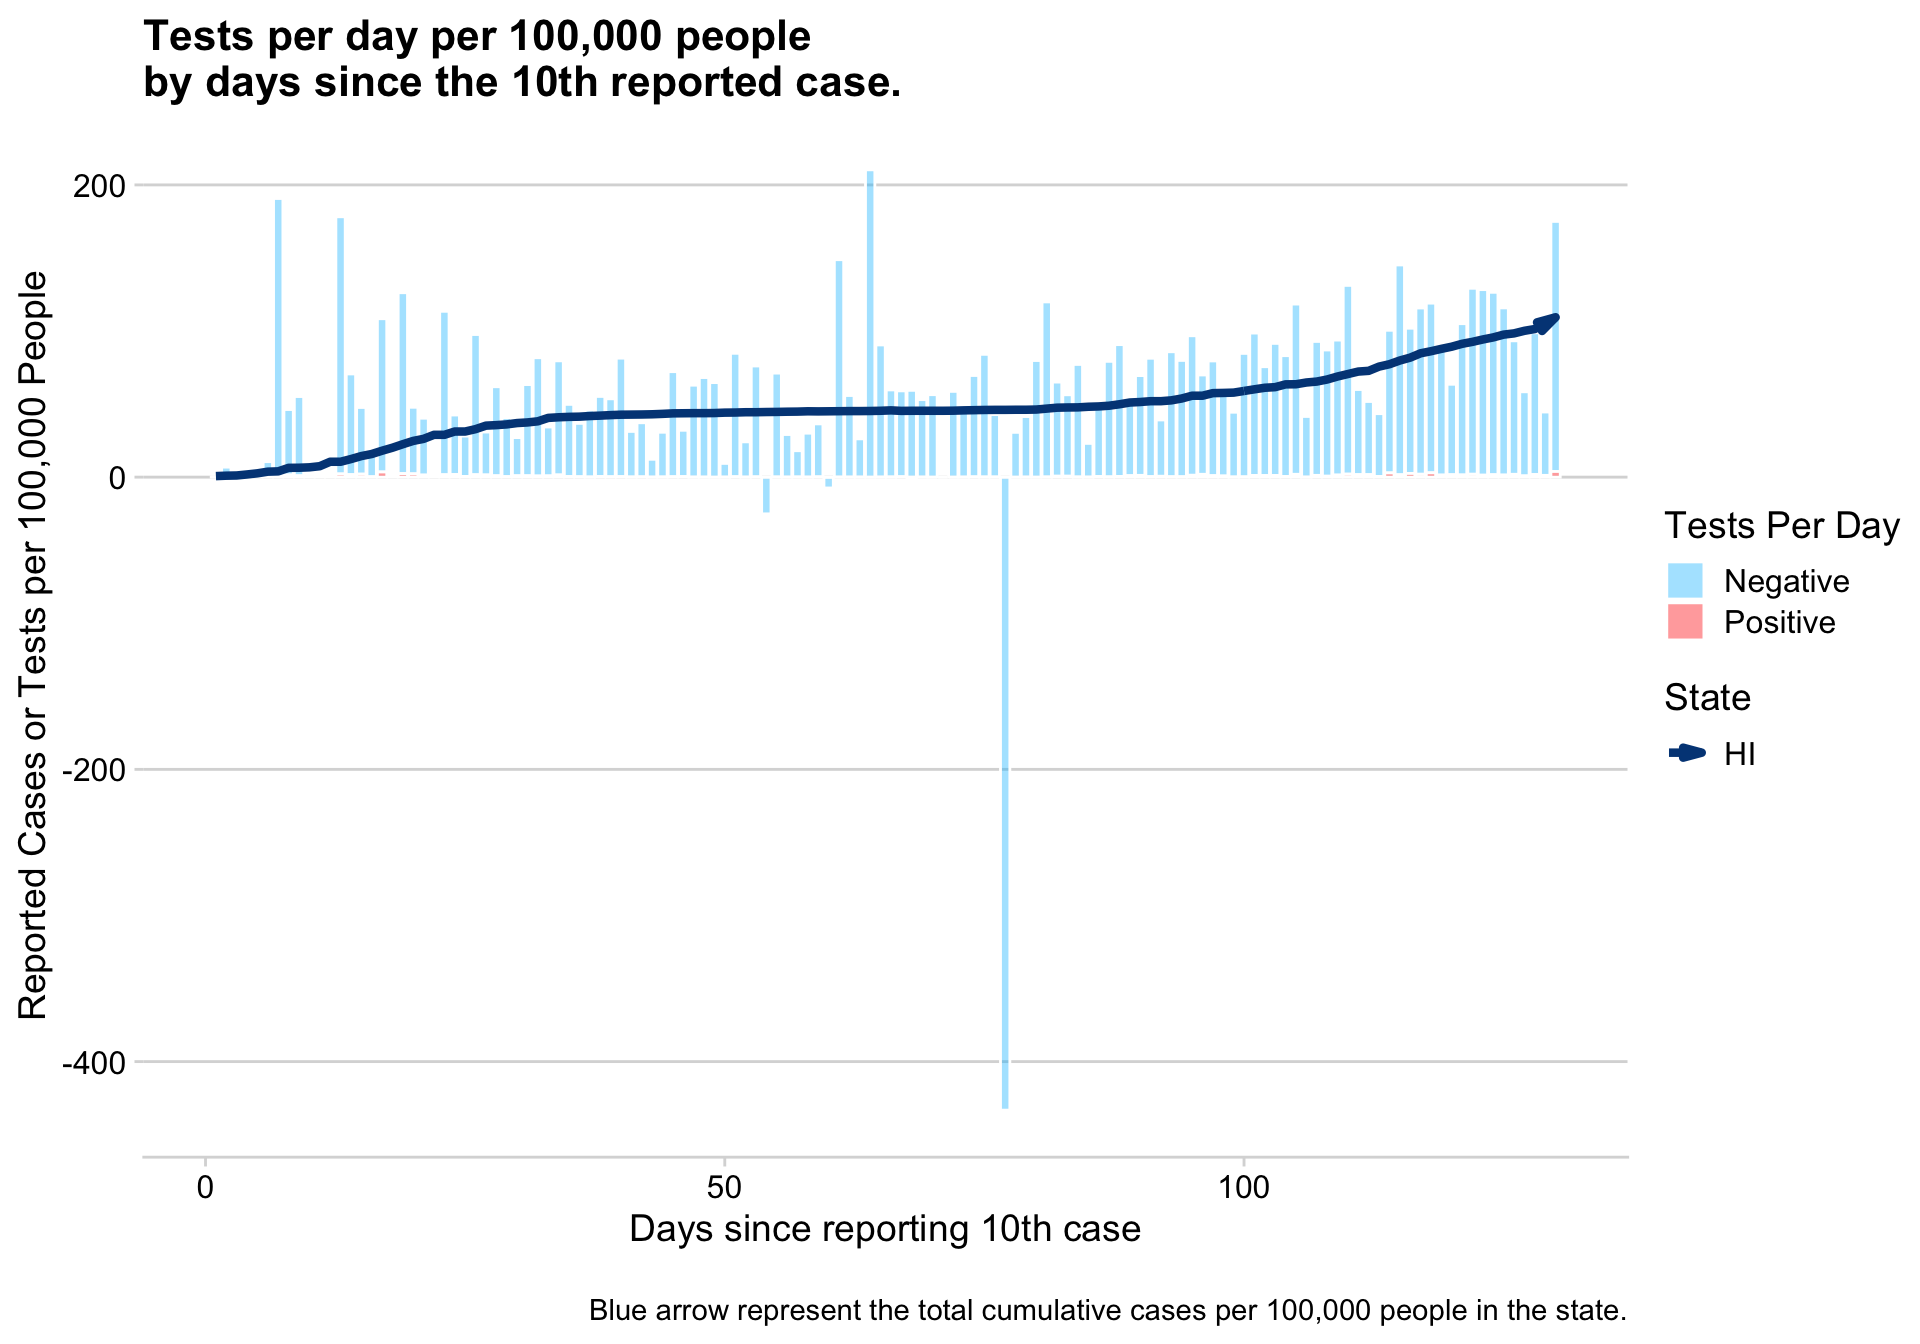 Tests per day per 100,000 people
by days since the 10th reported case.
Reported Cases or Tests per 100,000 People
200
0
-200
-400
0
50
100
Days since reporting 10th case
Tests Per Day
Negative
Positive
State
HI
Blue arrow represent the total cumulative cases per 100,000 people in the state.